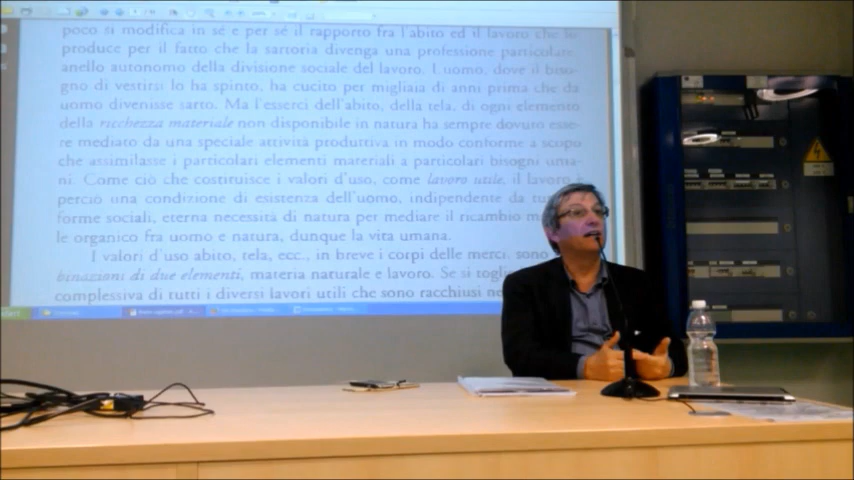 poco si modifica in sé e per sé il rapporto fra l'abito ed il lavoro che lo
produce per il fatto che la sartoria divenga una professione particolare,
anello autonomo della divisione sociale del lavoro. L'uomo, dove il biso-
gno di vestirsi lo ha spinto, ha cucito per migliaia di anni prima che da
uomo divenisse sarto. Ma l'esserci dell'abito, della tela, di ogni elemento
della ricchezza materiale non disponibile in natura ha sempre dovuto esse-
re mediato da una speciale attività produttiva in modo conforme a scopo
che assimilasse i particolari elementi materiali a particolari bisogni uma-
ni. Come ciò che costituisce i valori d'uso, come lavoro utile, il lavoro è
perciò una condizione di esistenza dell'uomo, indipendente da
forme sociali, eterna necessità di natura per mediare il ricambio
le organico fra uomo e natura, dunque la vita umana.
I valori d'uso abito, tela, ecc., in breve i corpi delle merci, sono
binazioni di due elementi, materia naturale e lavoro. Se si
complessiva di tutti i diversi lavori utili che sono racchiusi